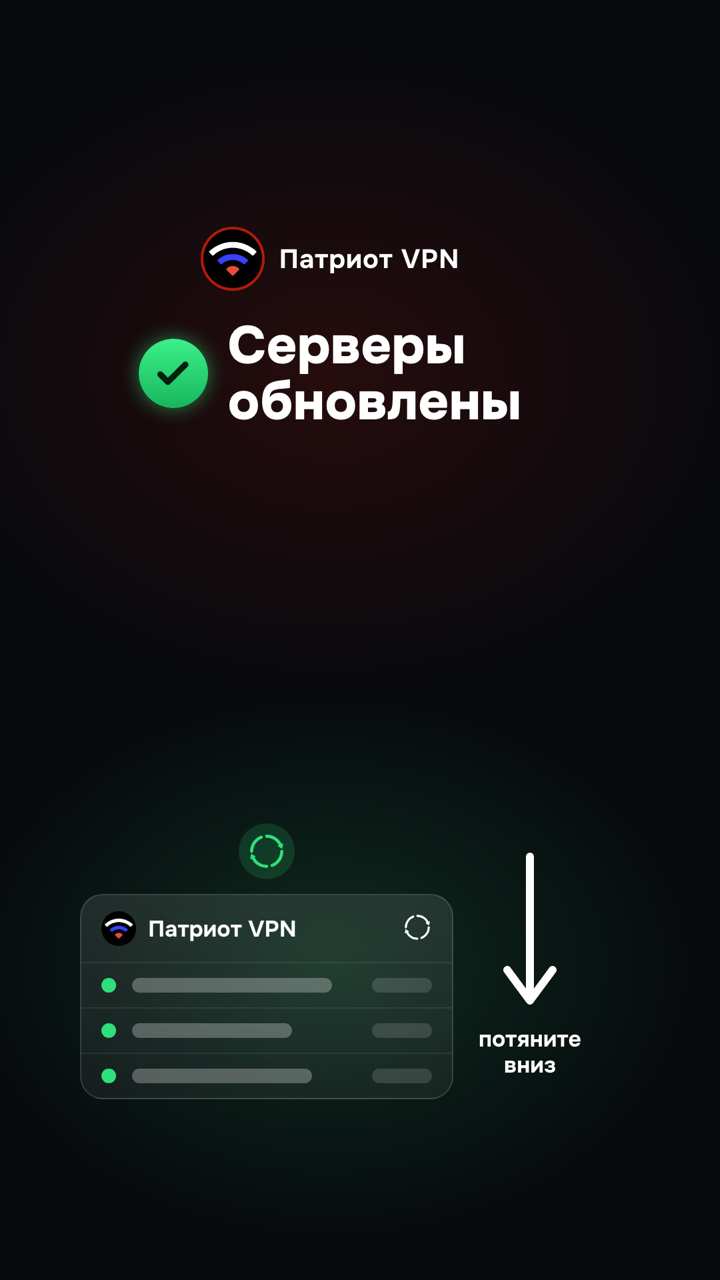 Патриот VPN
Серверы
обновлены
Патриот VPN
потяните
вниз